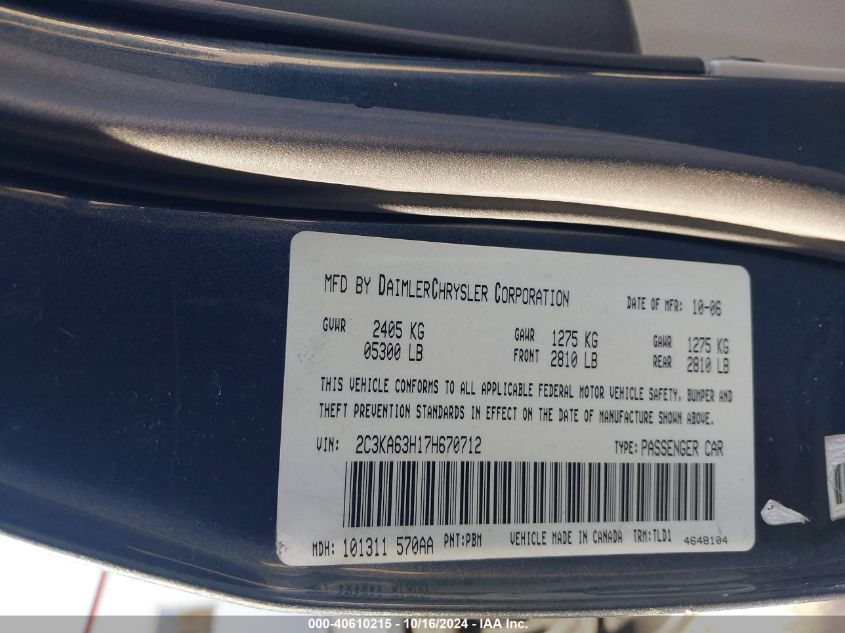 MFD BY DAIMLERCHRYSLER CORPORATION DATE OF MFR: 10-06
GVWR 2405 KG GAWR 1275 KG GAWR 1275 KG
05300 LB FRONT 2810 LB REAR 2810 LB
THIS VEHICLE CONFORMS TO ALL APPLICABLE FEDERAL MOTOR VEHICLE SAFETY, BUMPER AND
THEFT PREVENTION STANDARDS IN EFFECT ON THE DATE OF MANUFACTURE SHOWN ABOVE.
VIN: 2C3KA63H17H670712 TYPE: PASSENGER CAR
MDH: 101311 570AA PNT:PBM VEHICLE MADE IN CANADA TRM:TLD1 4648104
000-40610215 - 10/16/2024 - IAA Inc.